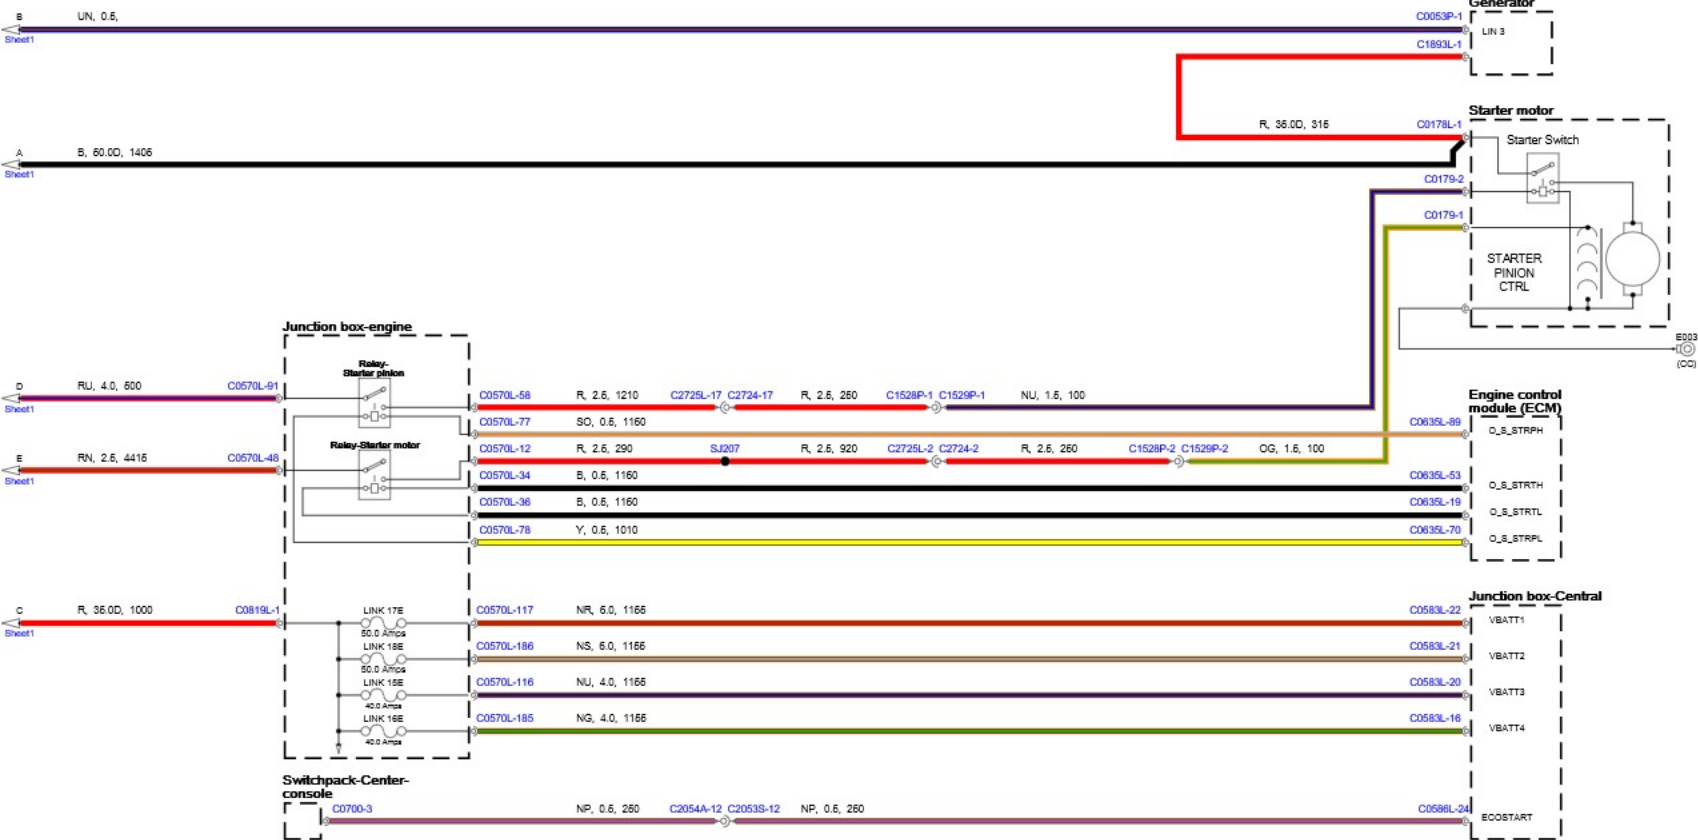 Generator
B
UN, 0.5,
C0053P-1
Sheet1
LIN 3
C1893L-1
Starter motor
R, 35.0D, 315
C0178L-1
Starter Switch
A
B, 50.0D, 1405
Sheet1
C0179-2
C0179-1
STARTER
PINION
CTRL
Junction box-engine
E003
(CC)
Relay-
Starter pinion
D
RU, 4.0, 500
C0570L-91
Sheet1
C0570L-58
R, 2.5, 1210
C2725L-17
C2724-17
R, 2.5, 250
C1528P-1
C1529P-1
NU, 1.5, 100
Engine control
module (ECM)
C0570L-77
SO, 0.5, 1150
C0635L-89
O_S_STRPH
Relay-Starter motor
C0570L-12
R, 2.5, 290
SJ207
R, 2.5, 920
C2725L-2
C2724-2
R, 2.5, 250
C1528P-2
C1529P-2
OG, 1.5, 100
E
RN, 2.5, 4415
C0570L-48
Sheet1
C0570L-34
B, 0.5, 1150
C0635L-53
O_S_STRTH
C0570L-36
B, 0.5, 1150
C0635L-19
O_S_STRTL
C0570L-78
Y, 0.5, 1010
C0635L-70
O_S_STRPL
Junction box-Central
C
R, 35.0D, 1000
C0819L-1
Sheet1
LINK 17E
50.0 Amps
C0570L-117
NR, 5.0, 1155
C0583L-22
VBATT1
LINK 18E
50.0 Amps
C0570L-186
NS, 5.0, 1155
C0583L-21
VBATT2
LINK 15E
40.0 Amps
C0570L-116
NU, 4.0, 1155
C0583L-20
VBATT3
LINK 16E
40.0 Amps
C0570L-185
NG, 4.0, 1155
C0583L-16
VBATT4
Switchpack-Center-
console
C0700-3
NP, 0.5, 250
C2054A-12
C2053S-12
NP, 0.5, 250
C0586L-24
ECOSTART